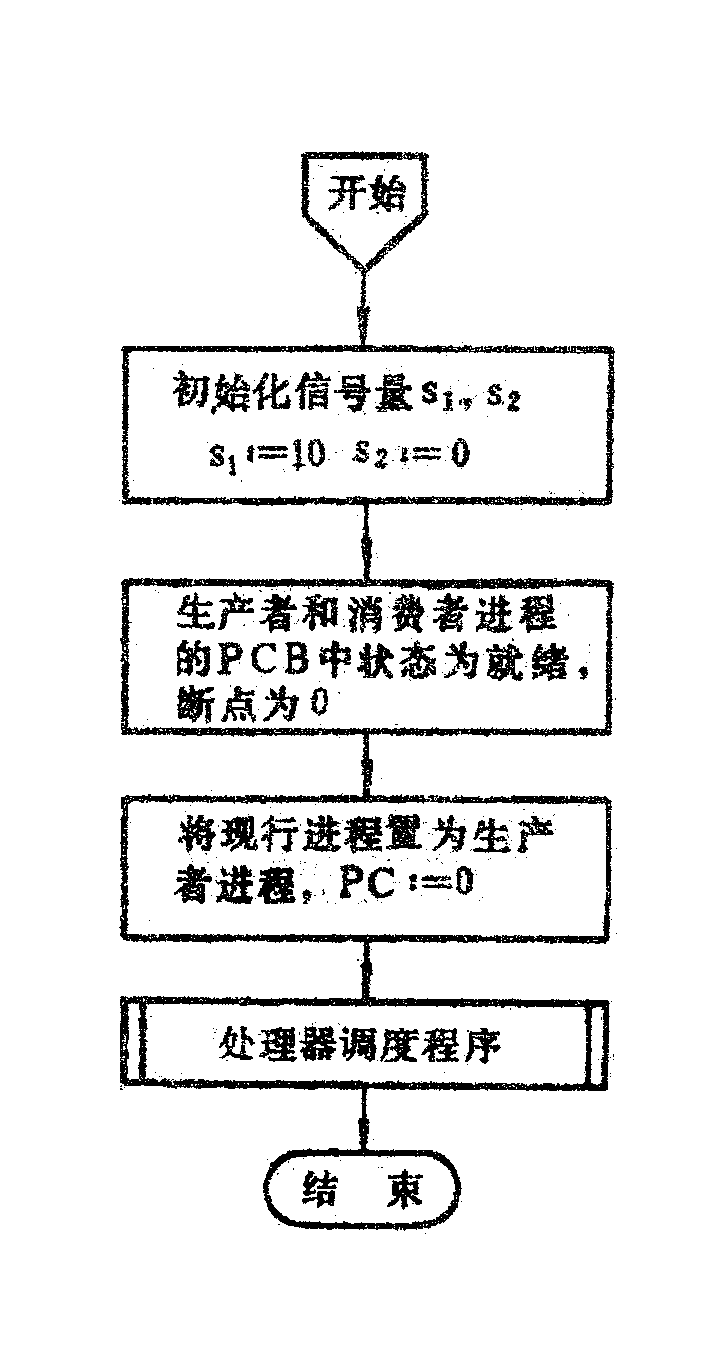 开始
初始化信号量s₁,s₂
s₁:=10 s₂:=0
生产者和消费者进程
的PCB中状态为就绪,
断点为0
将现行进程置为生产
者进程,PC:=0
处理器调度程序
结 束